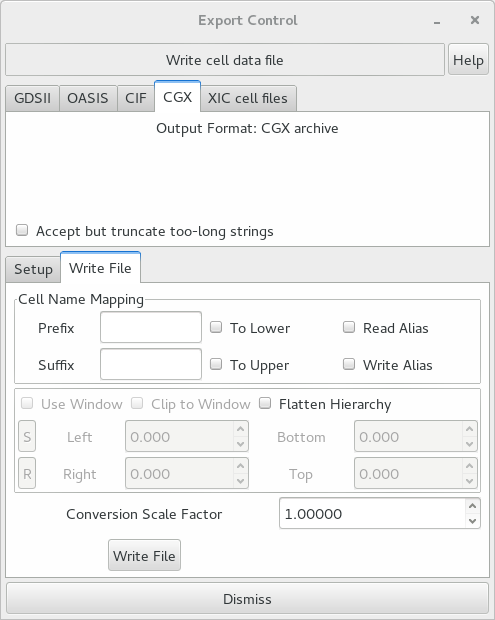 Export Control
Write cell data file Help
GDSII OASIS CIF CGX XIC cell files
Output Format: CGX archive
Accept but truncate too-long strings
Setup Write File
Cell Name Mapping
Prefix To Lower Read Alias
Suffix To Upper Write Alias
Use Window Clip to Window Flatten Hierarchy
S Left 0.000 Bottom 0.000
R Right 0.000 Top 0.000
Conversion Scale Factor 1.00000
Write File
Dismiss